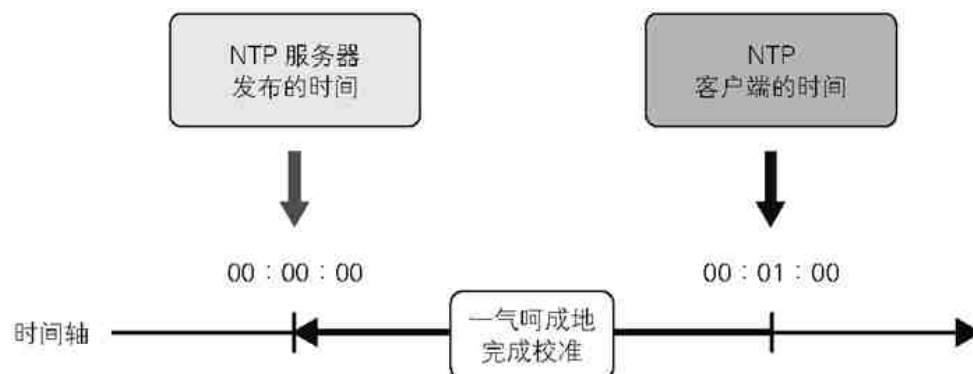 NTP 服务器
发布的时间
NTP
客户端的时间
00：00：00
00：01：00
时间轴
一气呵成地
完成校准